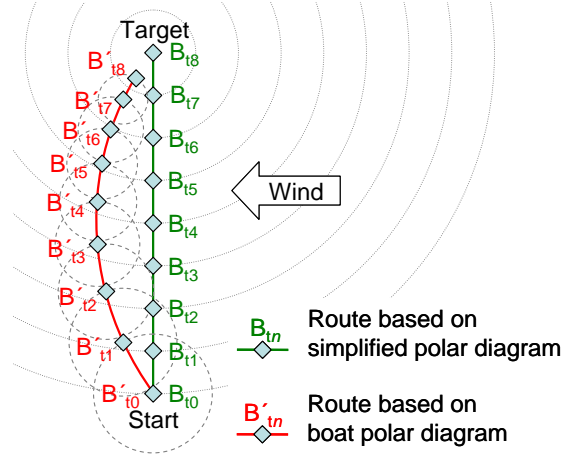 Target
B´t8
Bt8
B´t7
Bt7
B´t6
Bt6
B´t5
Bt5
Wind
B´t4
Bt4
B´t3
Bt3
B´t2
Bt2
B´t1
Bt1
B´t0
Bt0
Start
Btn
Route based on
simplified polar diagram
B´tn
Route based on
boat polar diagram